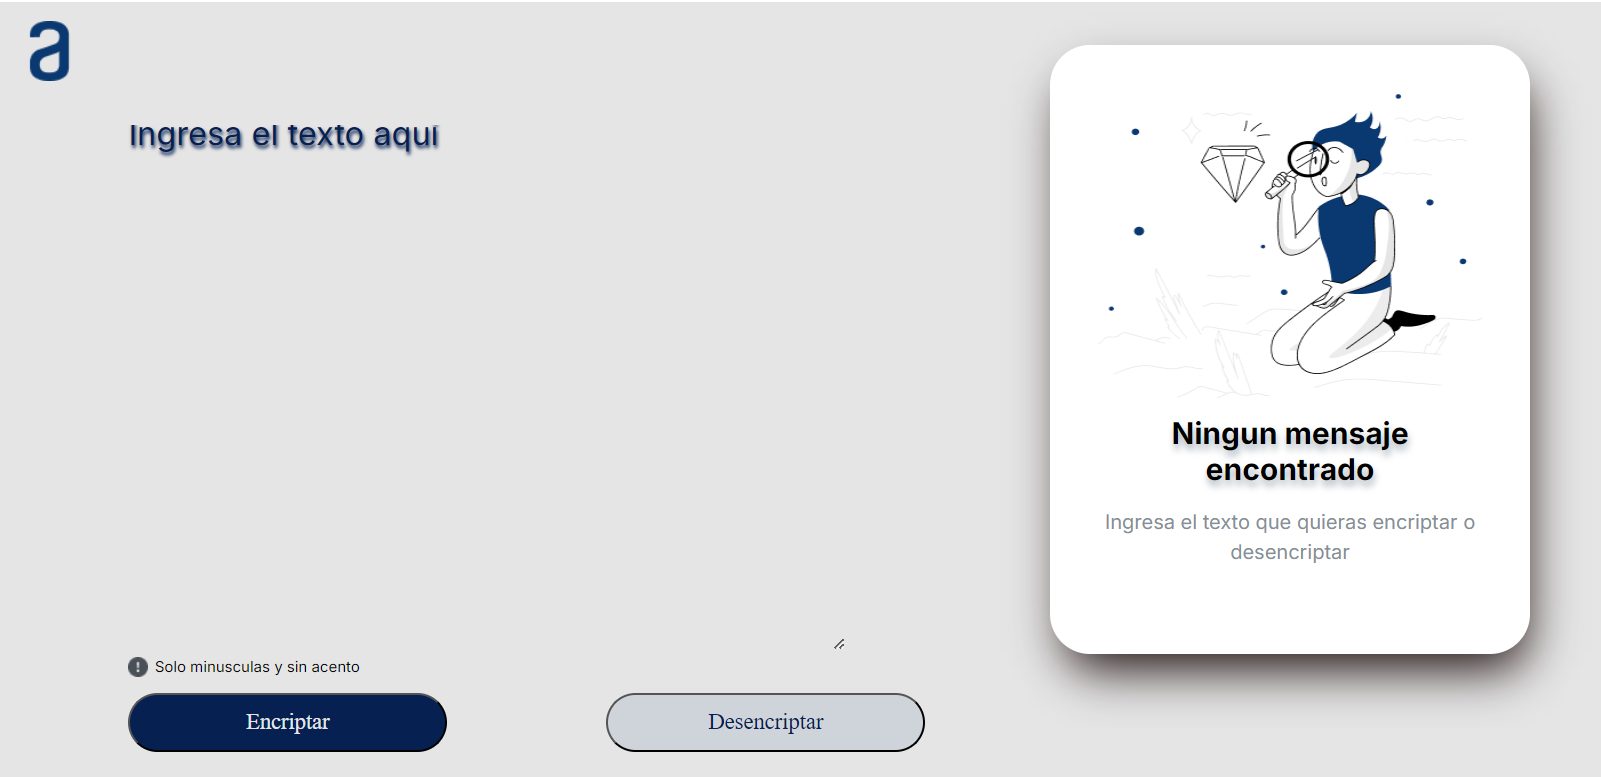 a
Ingresa el texto aquí
Solo minusculas y sin acento
Encriptar
Desencriptar
Ningun mensaje
encontrado
Ingresa el texto que quieras encriptar o
desencriptar